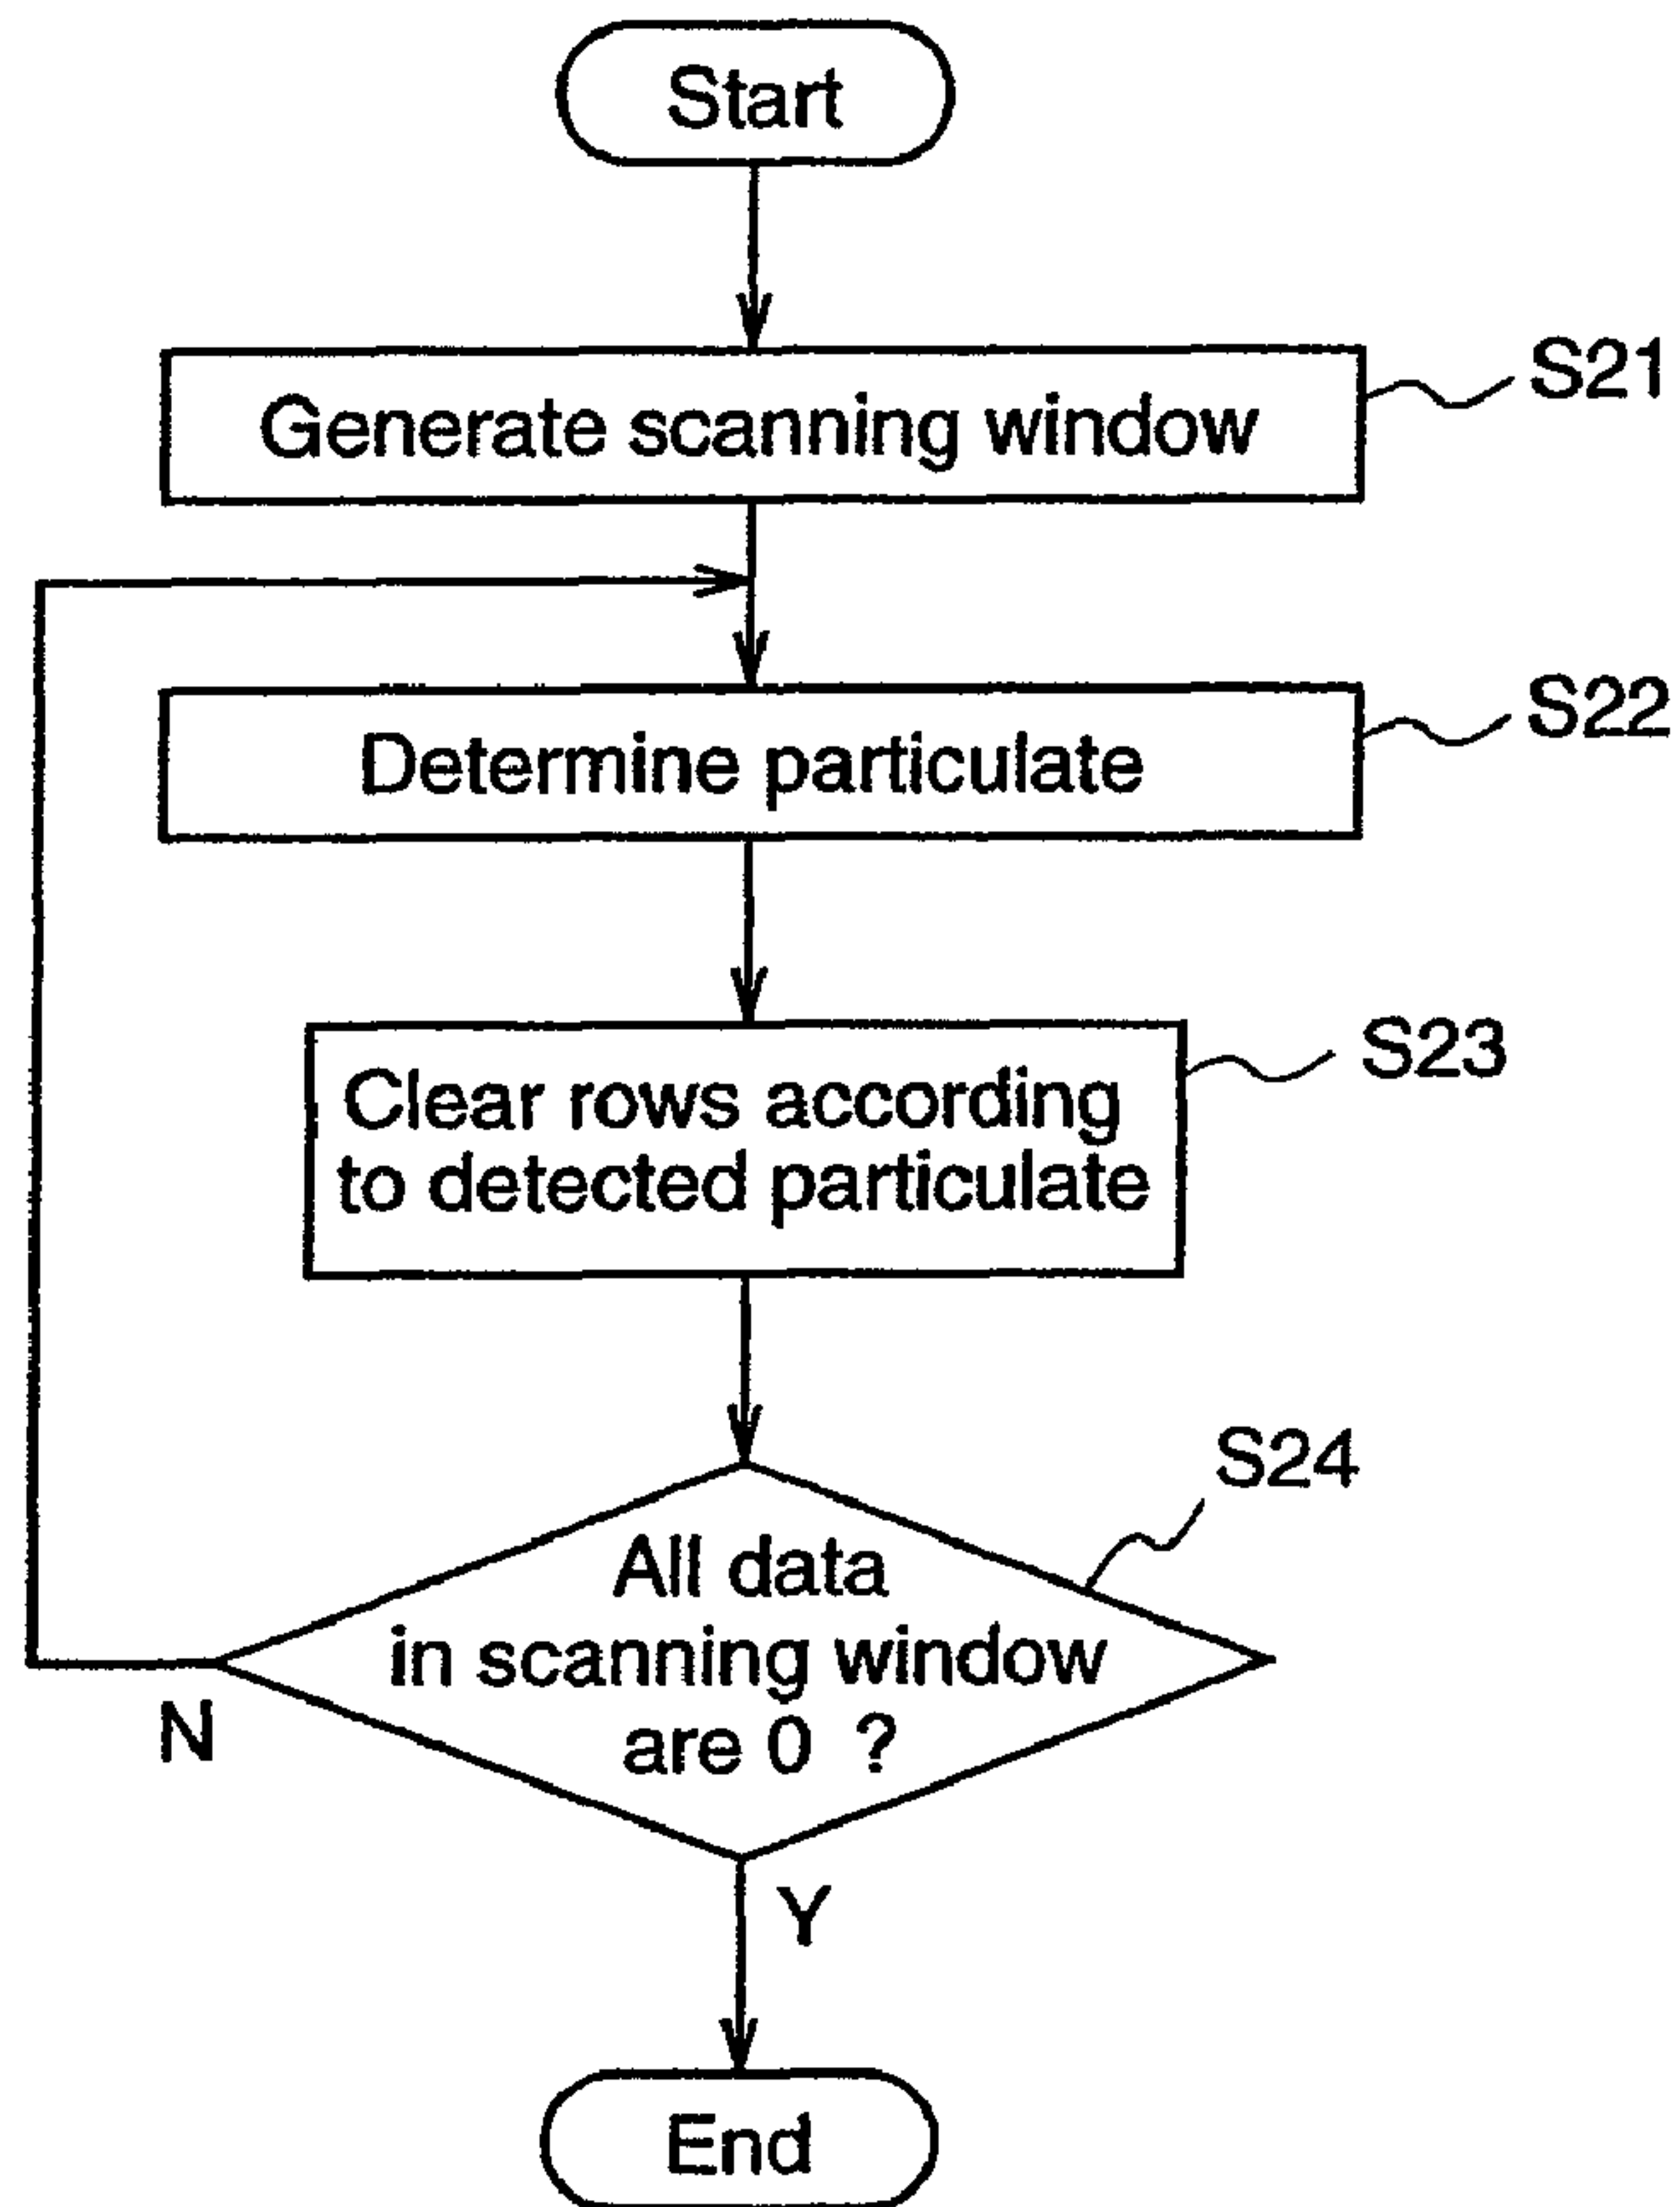 Start
Generate scanning window
S21
Determine particulate
S22
Clear rows according
to detected particulate
S23
S24
All data
in scanning window
are 0 ?
N
Y
End